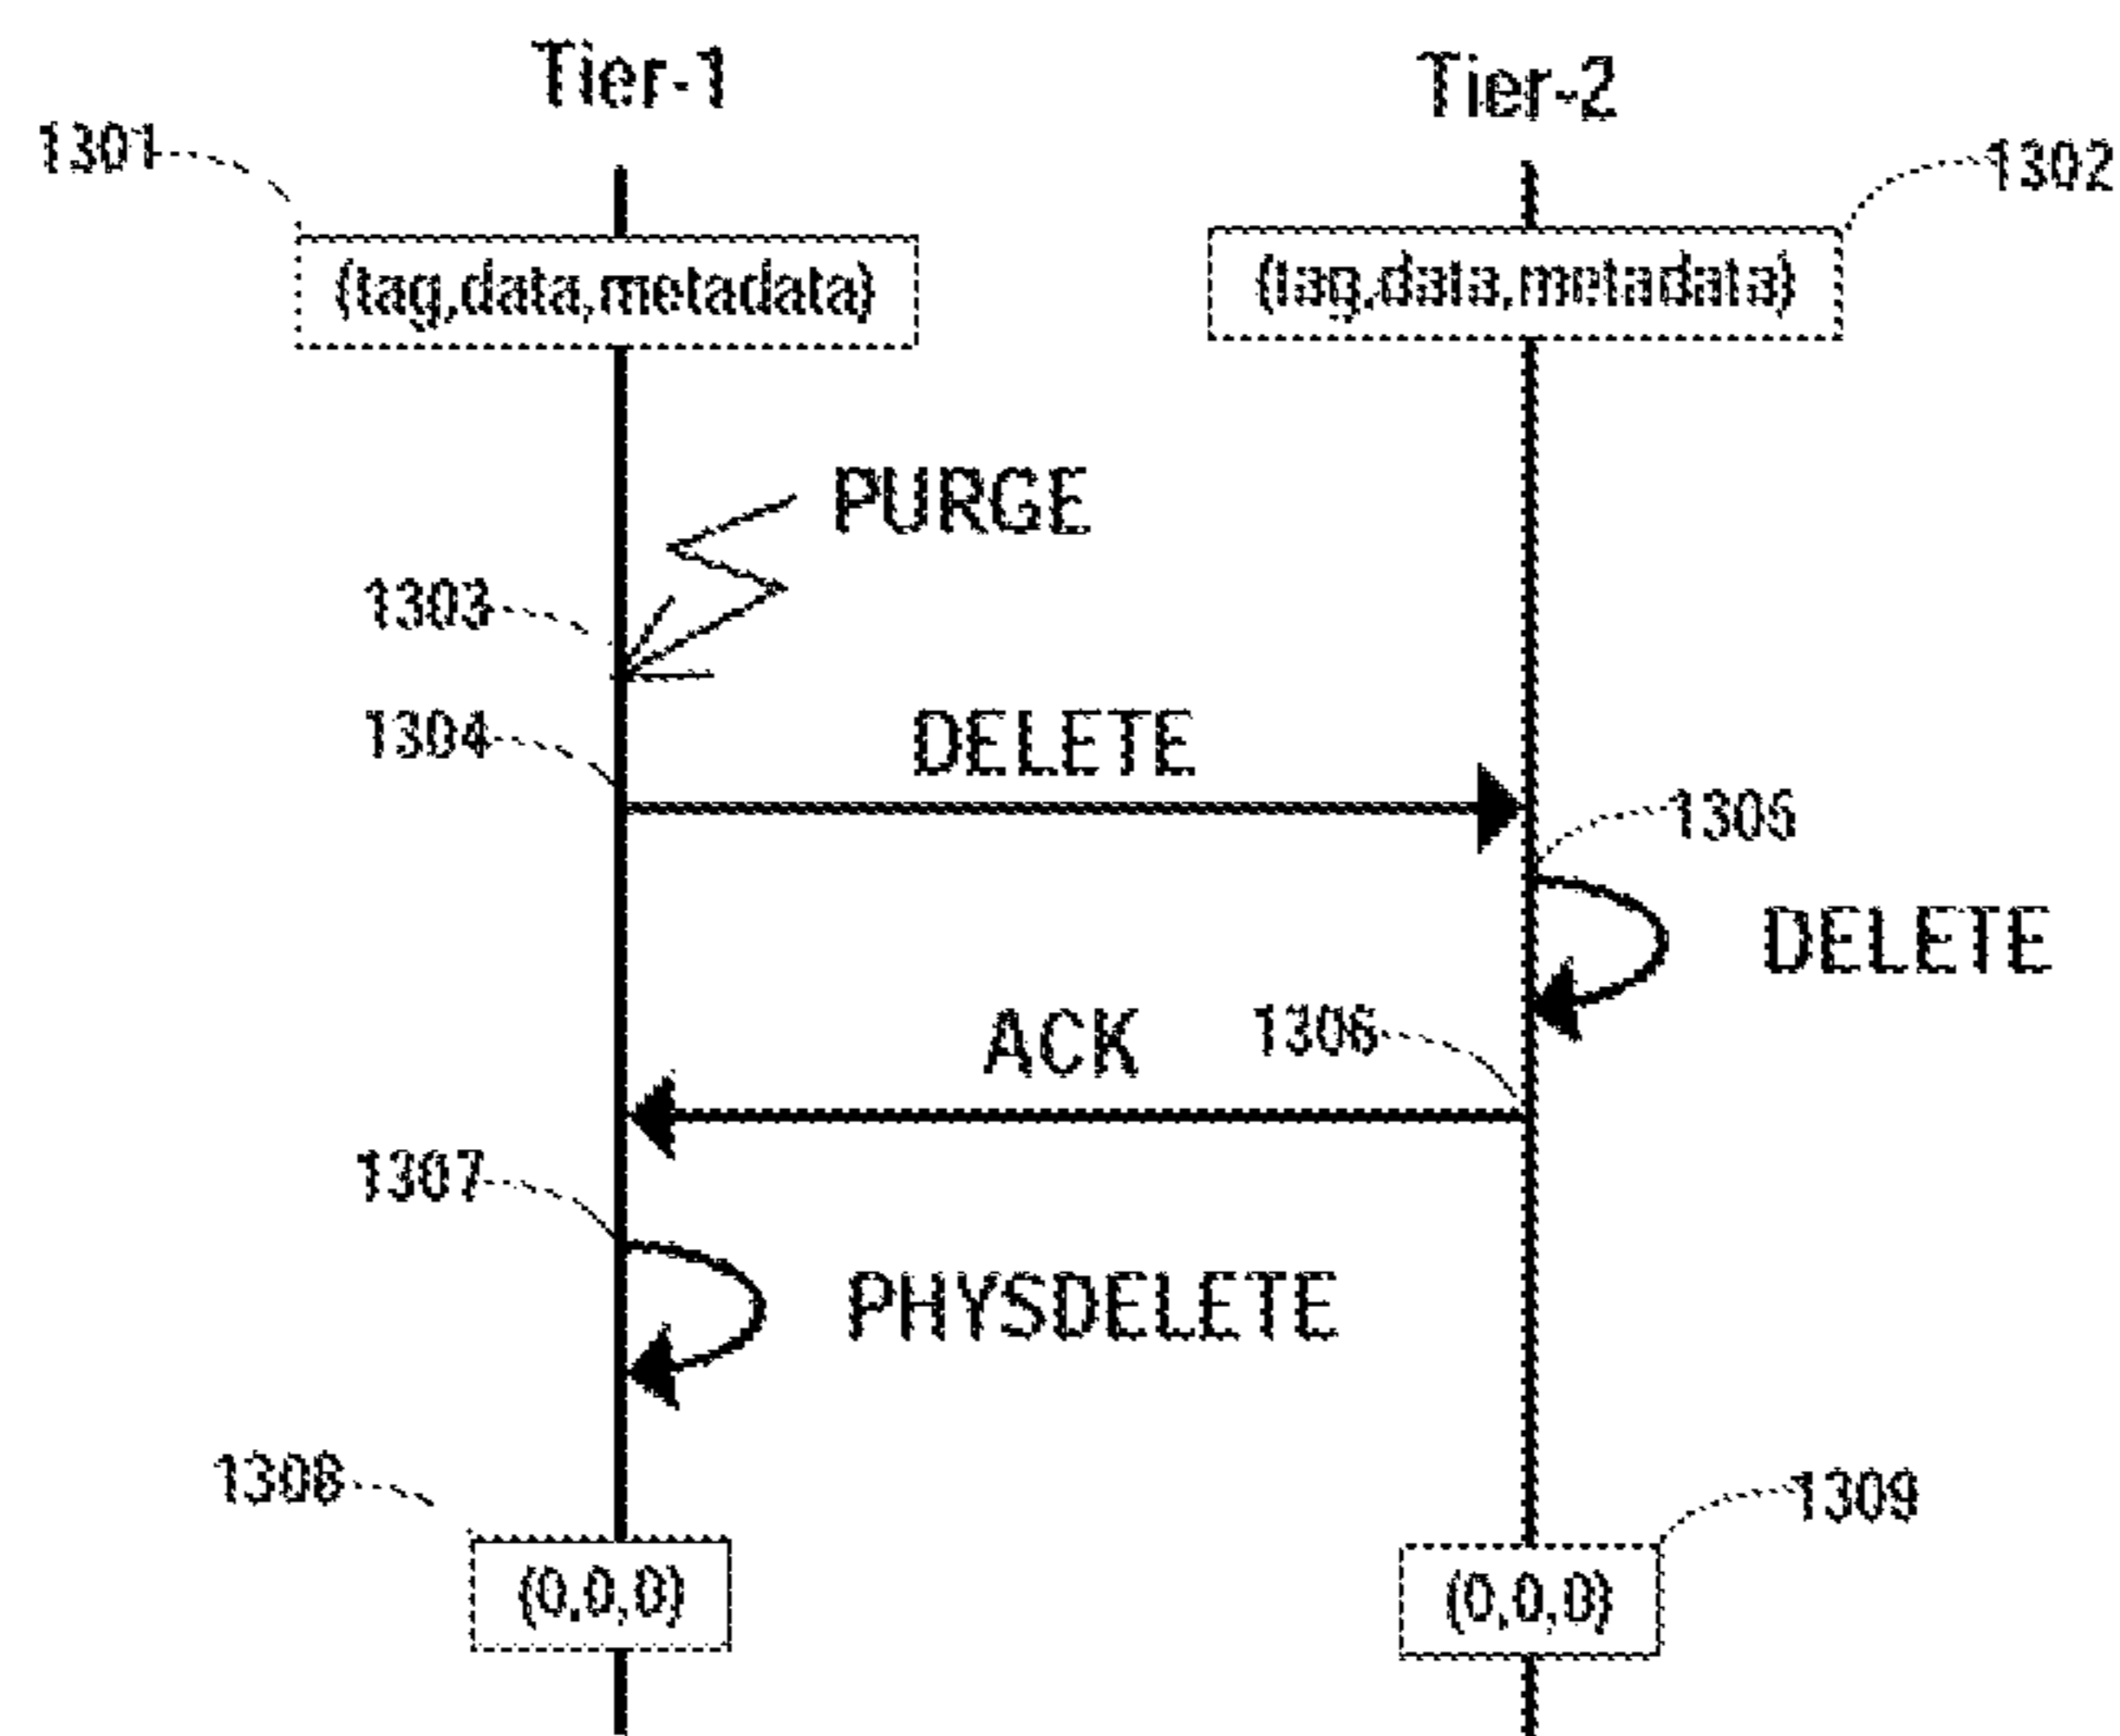 Tier-1
Tier-2
1301
1302
(tag,data,metadata)
(tag,data,metadata)
PURGE
1303
1304
DELETE
1305
DELETE
ACK
1306
1307
PHYSDELETE
1308
1309
(0,0,0)
(0,0,0)